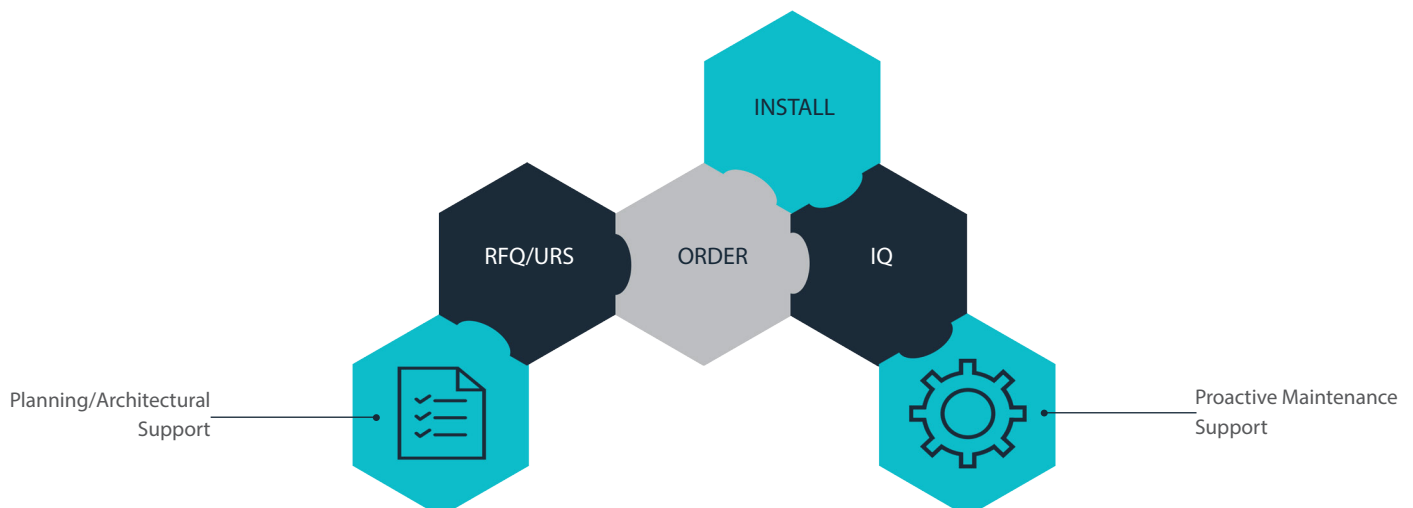 INSTALL
RFQ/URS
ORDER
IQ
Planning/Architectural
Support
Proactive Maintenance
Support